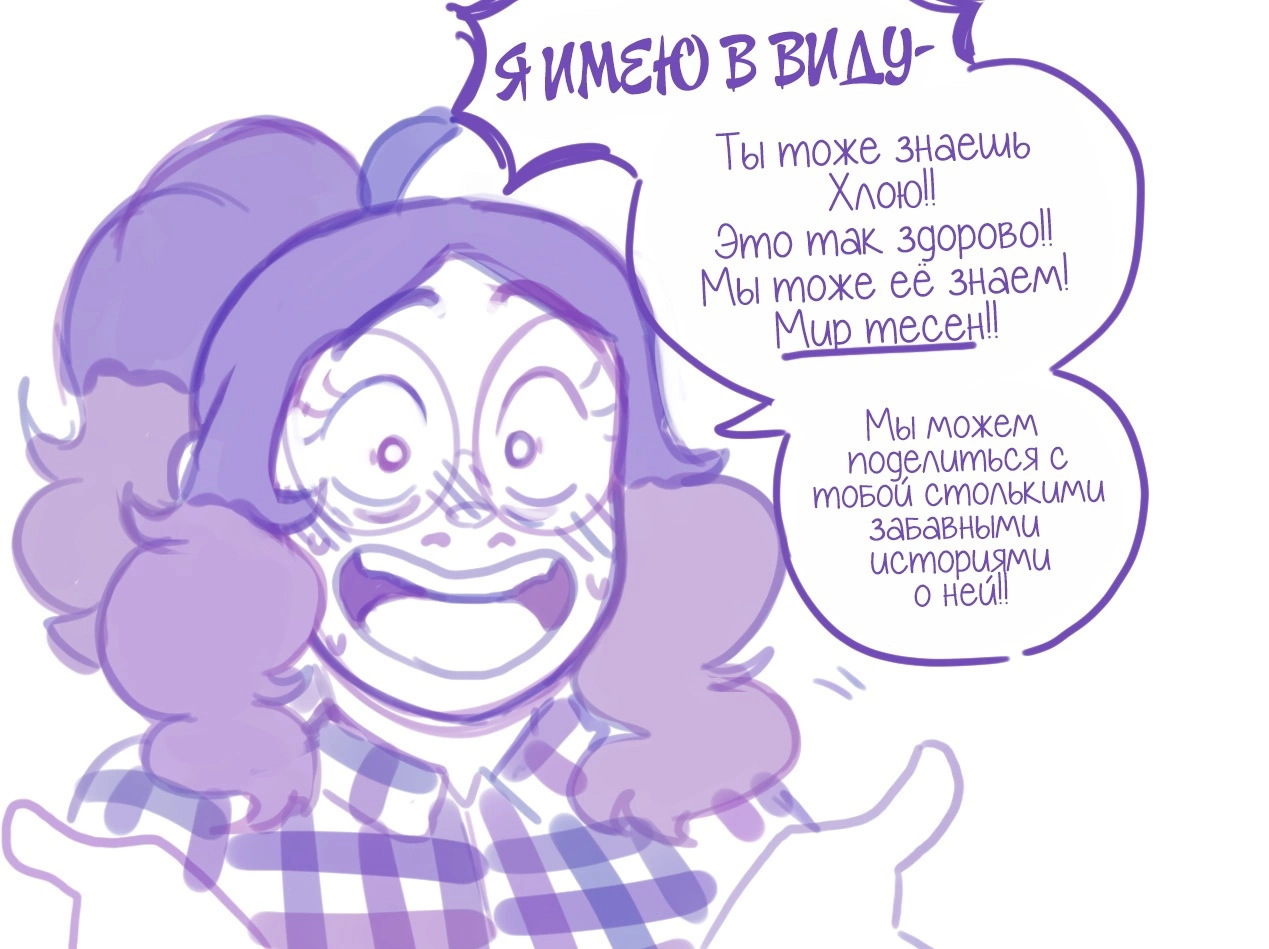 Я ИМЕЮ В ВИДУ-
Ты тоже знаешь
Хлою!!
Это так здорово!!
Мы тоже её знаем!
Мир тесен!!
Мы можем
поделиться с
тобой столькими
забавными
историями
о ней!!